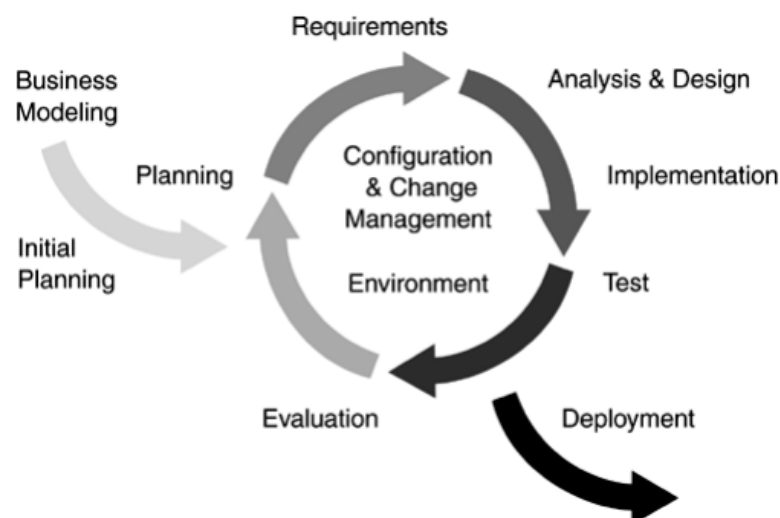 Requirements
Business
Modeling
Analysis & Design
Planning
Configuration
& Change
Management
Implementation
Initial
Planning
Environment
Test
Evaluation
Deployment